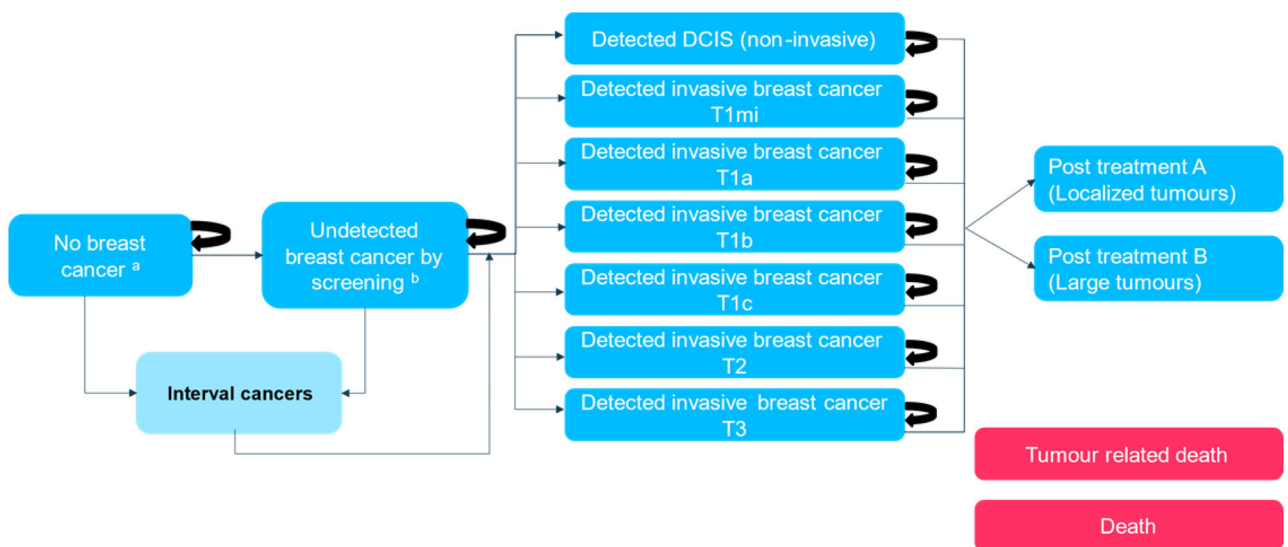 No breast
cancer ᵃ
Undetected
breast cancer by
screening ᵇ
Interval cancers
Detected DCIS (non-invasive)
Detected invasive breast cancer
T1mi
Detected invasive breast cancer
T1a
Detected invasive breast cancer
T1b
Detected invasive breast cancer
T1c
Detected invasive breast cancer
T2
Detected invasive breast cancer
T3
Post treatment A
(Localized tumours)
Post treatment B
(Large tumours)
Tumour related death
Death